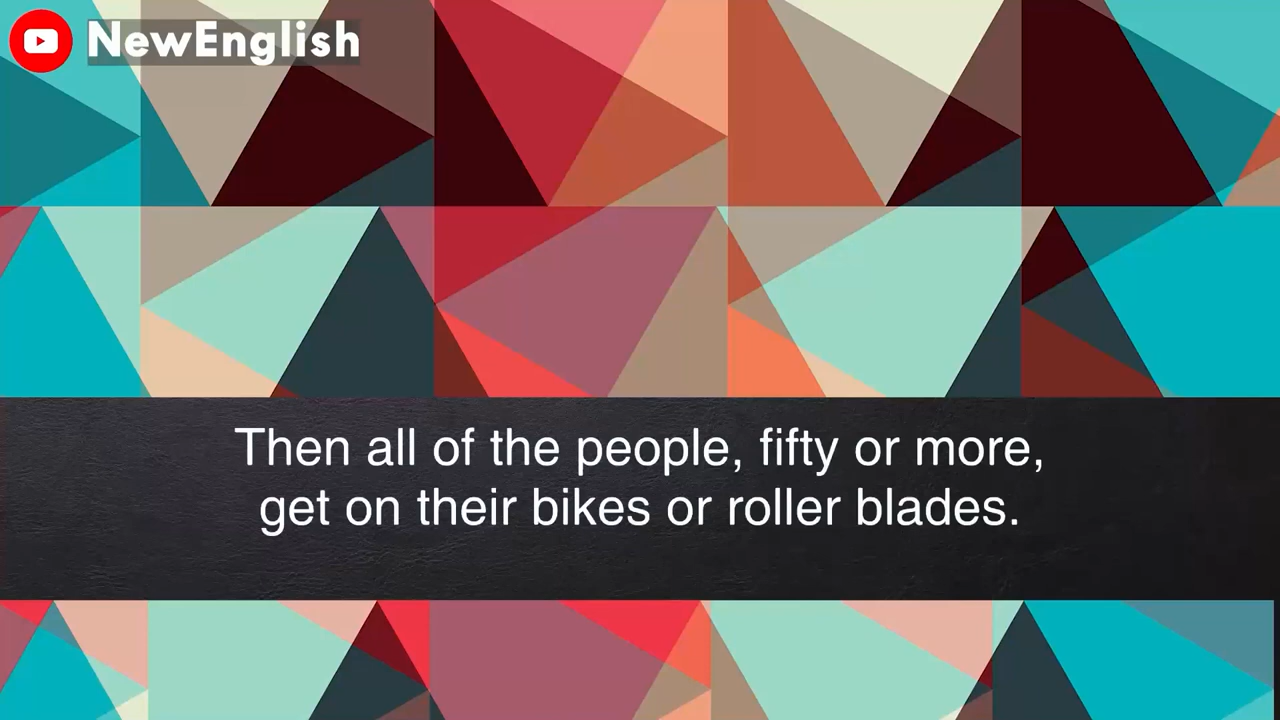 NewEnglish
Then all of the people, fifty or more,
get on their bikes or roller blades.